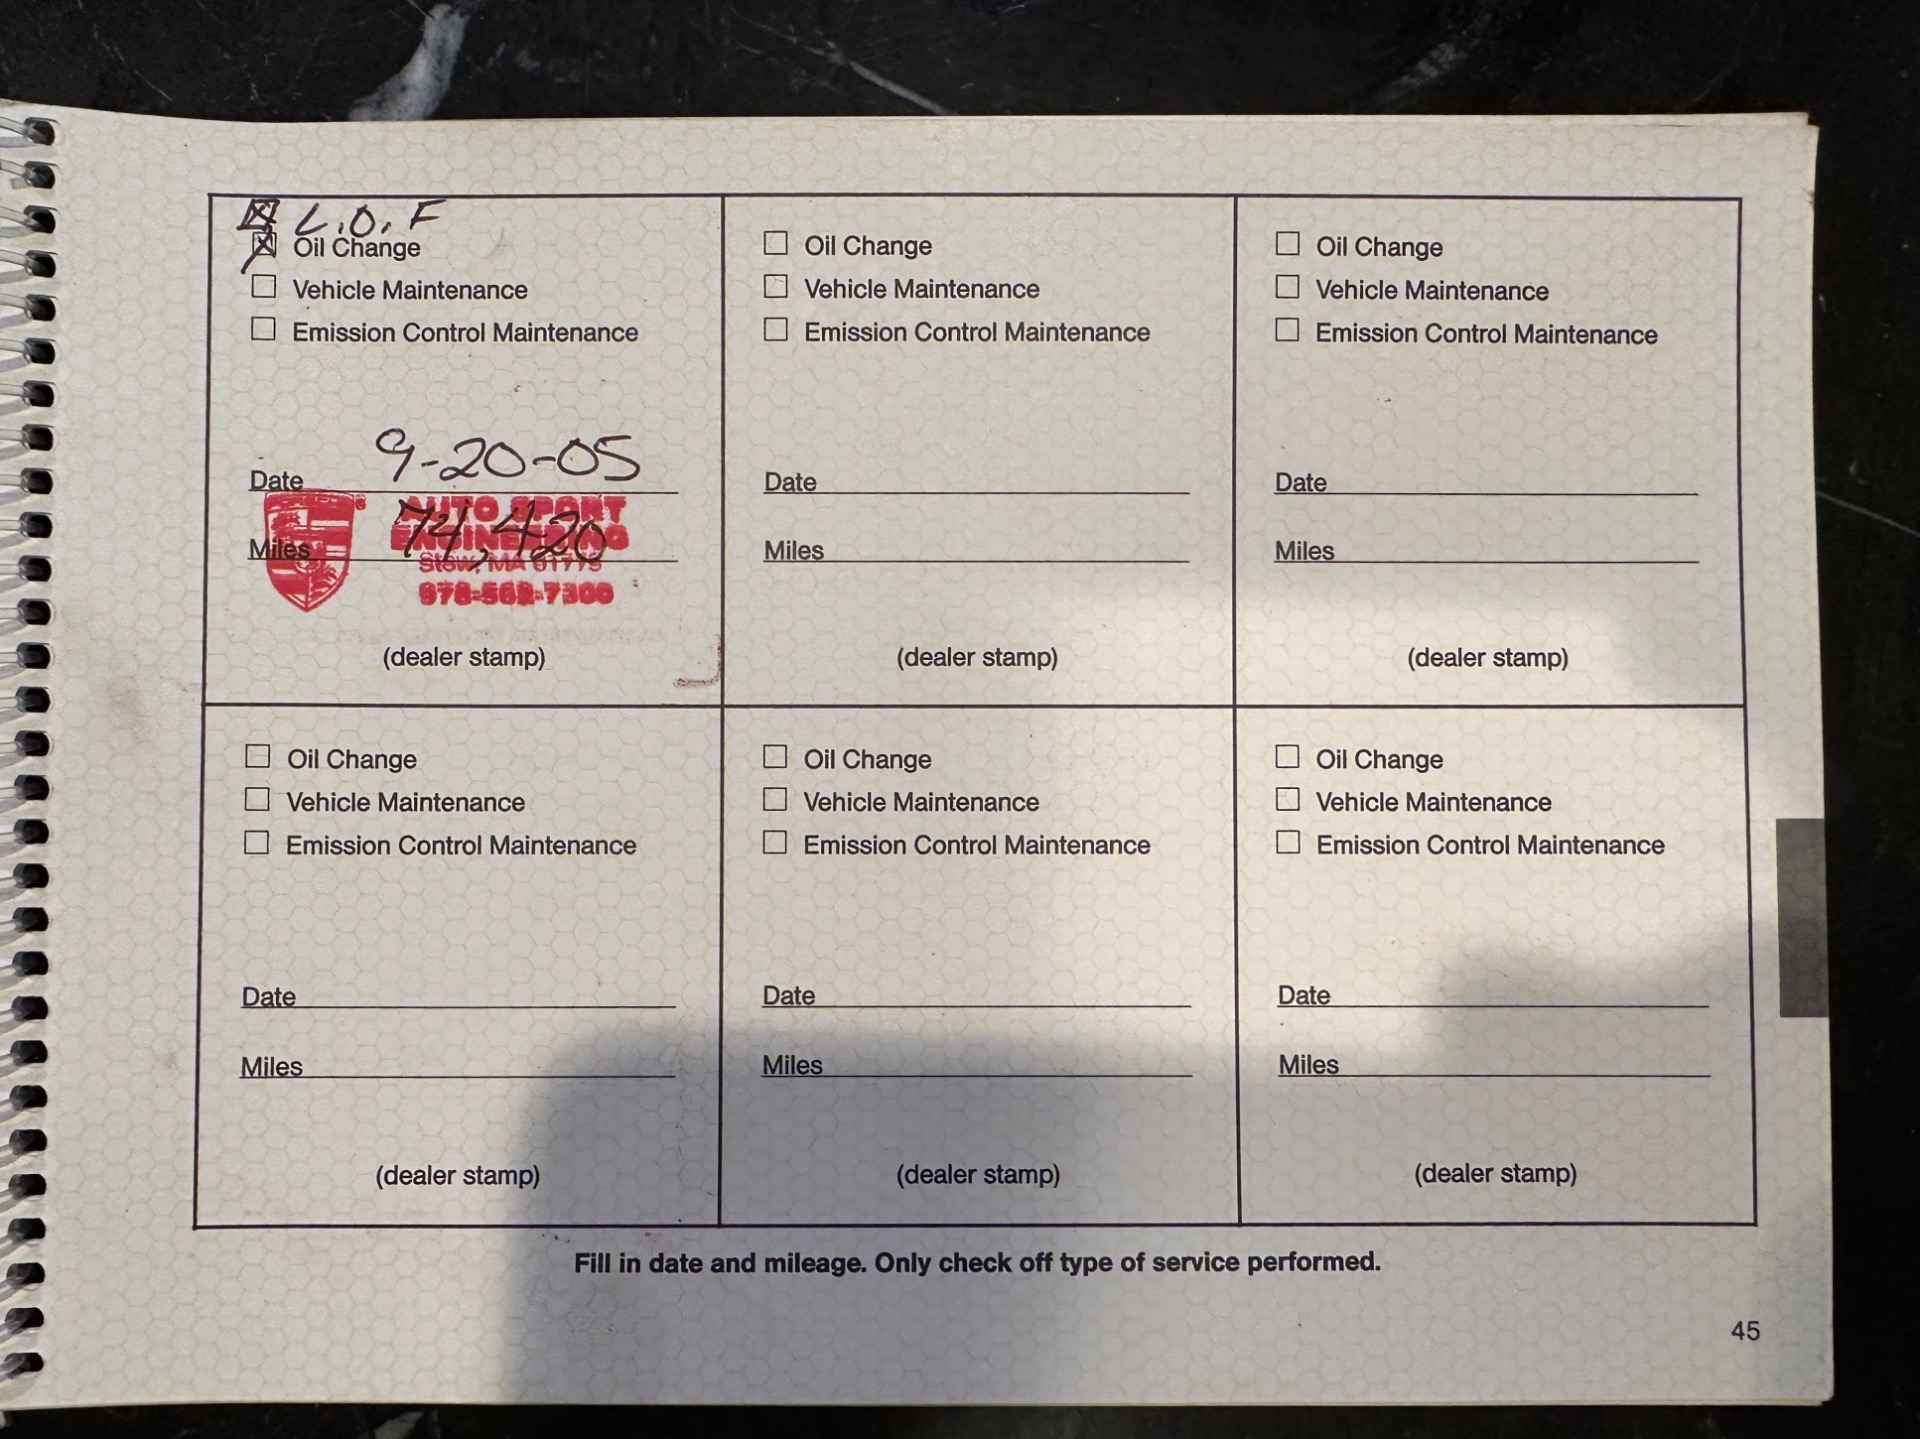 L.O.F
Oil Change
Vehicle Maintenance
Emission Control Maintenance
Date 9-20-05
AUTO SPORT
ENGINEERING
Miles 74,420
Stow, MA 01775
978-562-7300
(dealer stamp)
Oil Change
Vehicle Maintenance
Emission Control Maintenance
Date
Miles
(dealer stamp)
Oil Change
Vehicle Maintenance
Emission Control Maintenance
Date
Miles
(dealer stamp)
Oil Change
Vehicle Maintenance
Emission Control Maintenance
Date
Miles
(dealer stamp)
Oil Change
Vehicle Maintenance
Emission Control Maintenance
Date
Miles
(dealer stamp)
Oil Change
Vehicle Maintenance
Emission Control Maintenance
Date
Miles
(dealer stamp)
Fill in date and mileage. Only check off type of service performed.
45